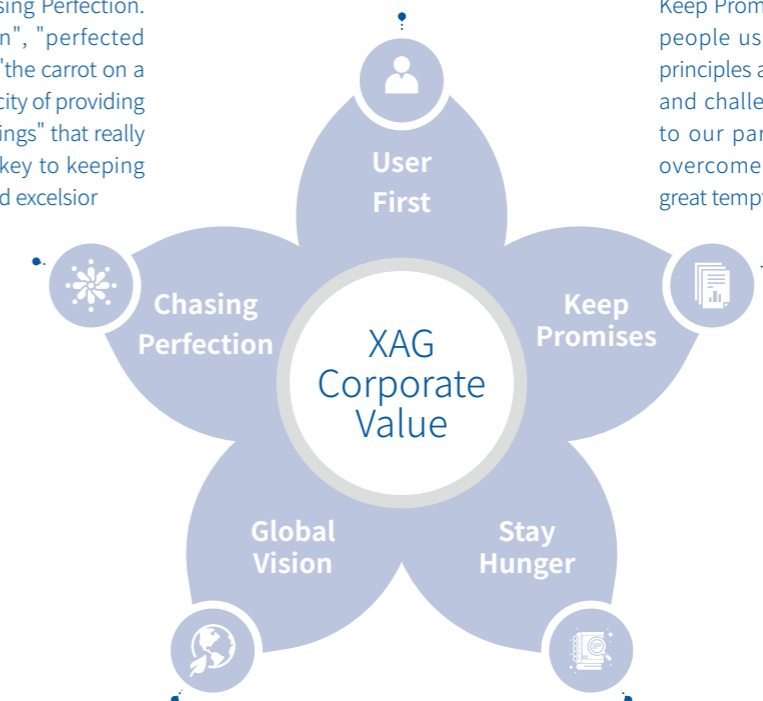 sing Perfection.
n", "perfected
"the carrot on a
city of providing
ings" that really
key to keeping
d excelsior
Keep Prom
people us
principles a
and challe
to our par
overcome
great temp
User
First
Chasing
Perfection
Keep
Promises
XAG
Corporate
Value
Global
Vision
Stay
Hunger